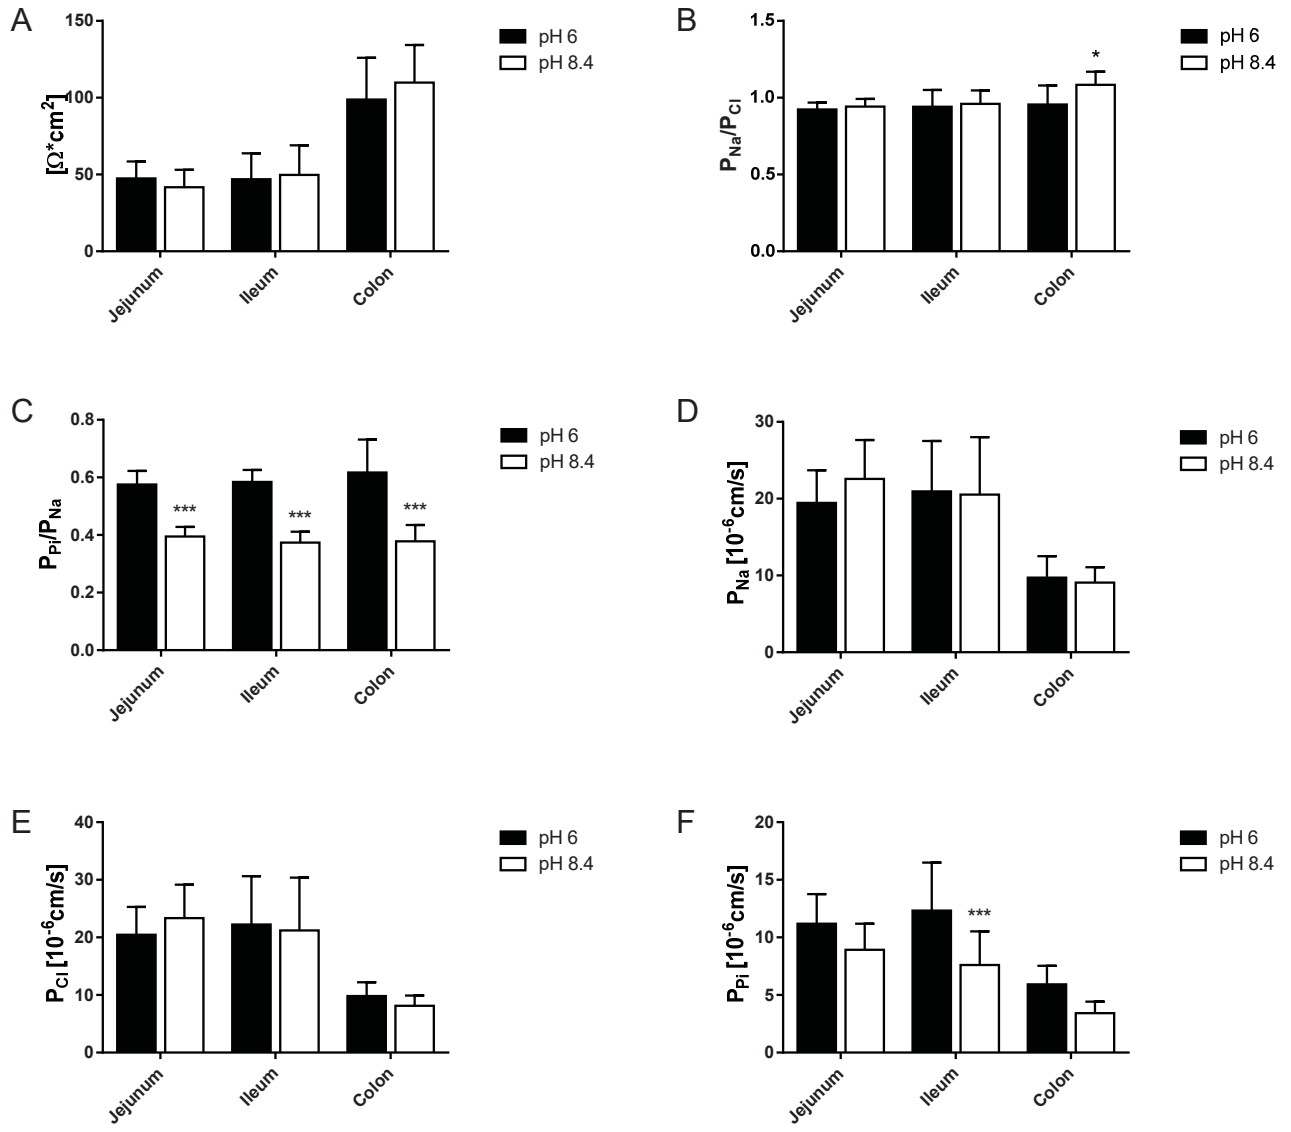 A
[Ω*cm2]
150
100
50
0
Jejunum
Ileum
Colon
pH 6
pH 8.4
B
PNa/PCl
1.5
1.0
0.5
0.0
*
Jejunum
Ileum
Colon
pH 6
pH 8.4
C
PPi/PNa
0.8
0.6
0.4
0.2
0.0
***
***
***
Jejunum
Ileum
Colon
pH 6
pH 8.4
D
PNa [10-6cm/s]
30
20
10
0
Jejunum
Ileum
Colon
pH 6
pH 8.4
E
PCl [10-6cm/s]
40
30
20
10
0
Jejunum
Ileum
Colon
pH 6
pH 8.4
F
PPi [10-6cm/s]
20
15
10
5
0
***
Jejunum
Ileum
Colon
pH 6
pH 8.4